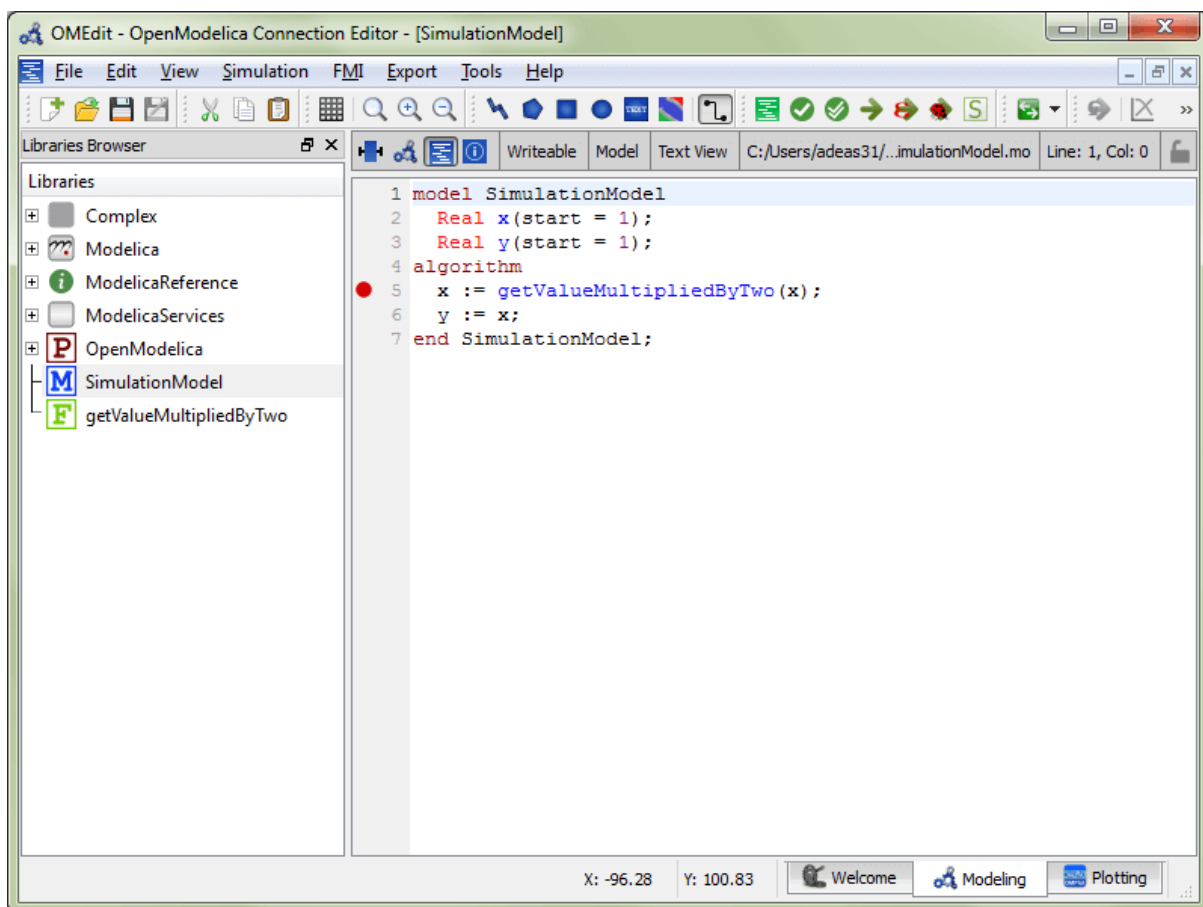 OMEdit - OpenModelica Connection Editor - [SimulationModel]
File Edit View Simulation FMI Export Tools Help
TEXT S »
Libraries Browser
Writeable Model Text View C:/Users/adeas31/...imulationModel.mo Line: 1, Col: 0
Libraries
Complex
Modelica
ModelicaReference
ModelicaServices
P OpenModelica
M SimulationModel
F getValueMultipliedByTwo
1 model SimulationModel
2 Real x(start = 1);
3 Real y(start = 1);
4 algorithm
5 x := getValueMultipliedByTwo(x);
6 y := x;
7 end SimulationModel;
X: -96.28 Y: 100.83 Welcome Modeling Plotting